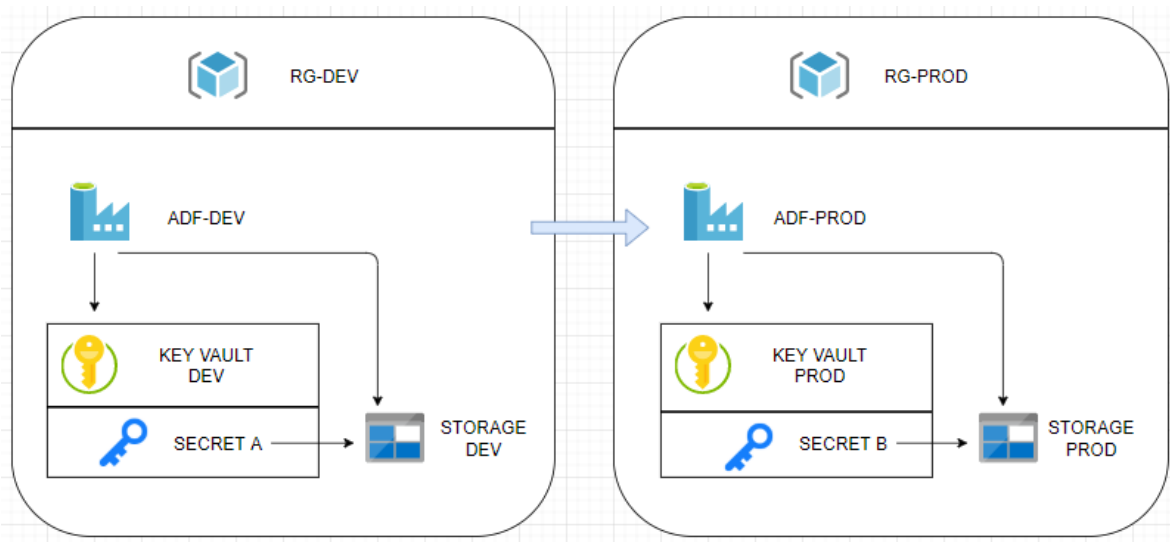 RG-DEV
ADF-DEV
KEY VAULT
DEV
SECRET A
STORAGE
DEV
RG-PROD
ADF-PROD
KEY VAULT
PROD
SECRET B
STORAGE
PROD